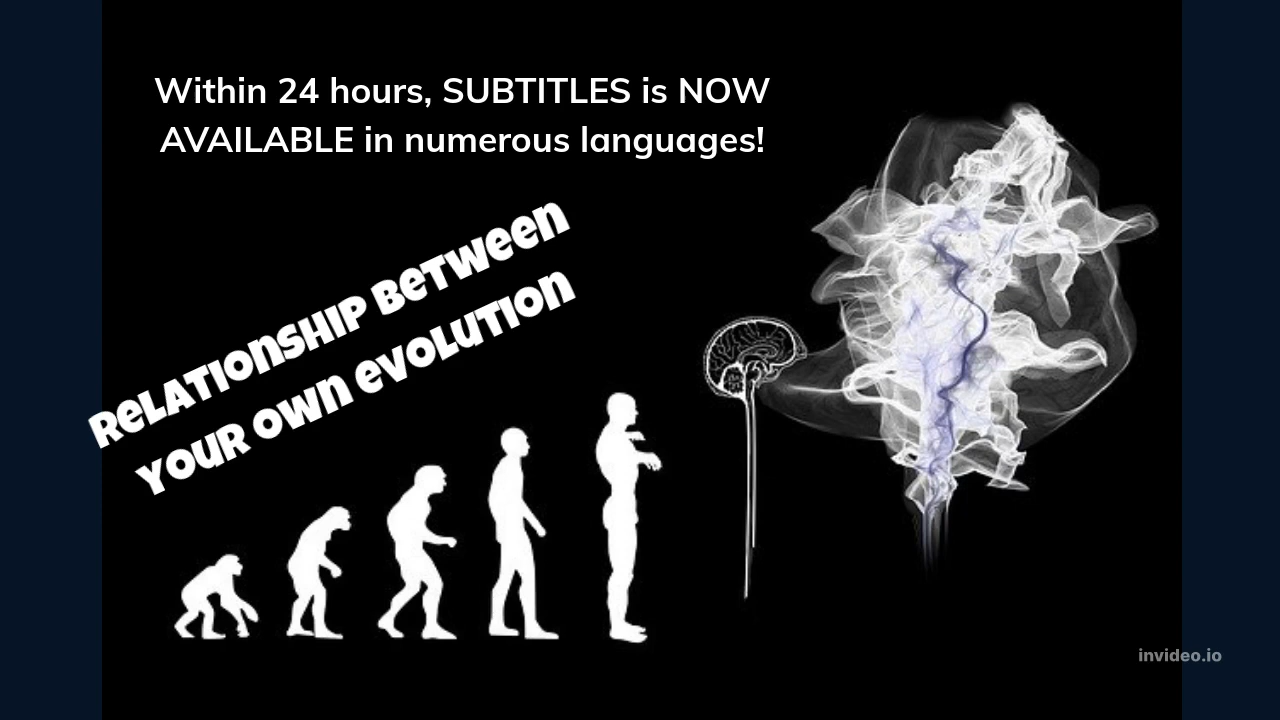 Within 24 hours, SUBTITLES is NOW
AVAILABLE in numerous languages!
RELATIONSHIP BETWEEN
YOUR OWN EVOLUTION
invideo.io